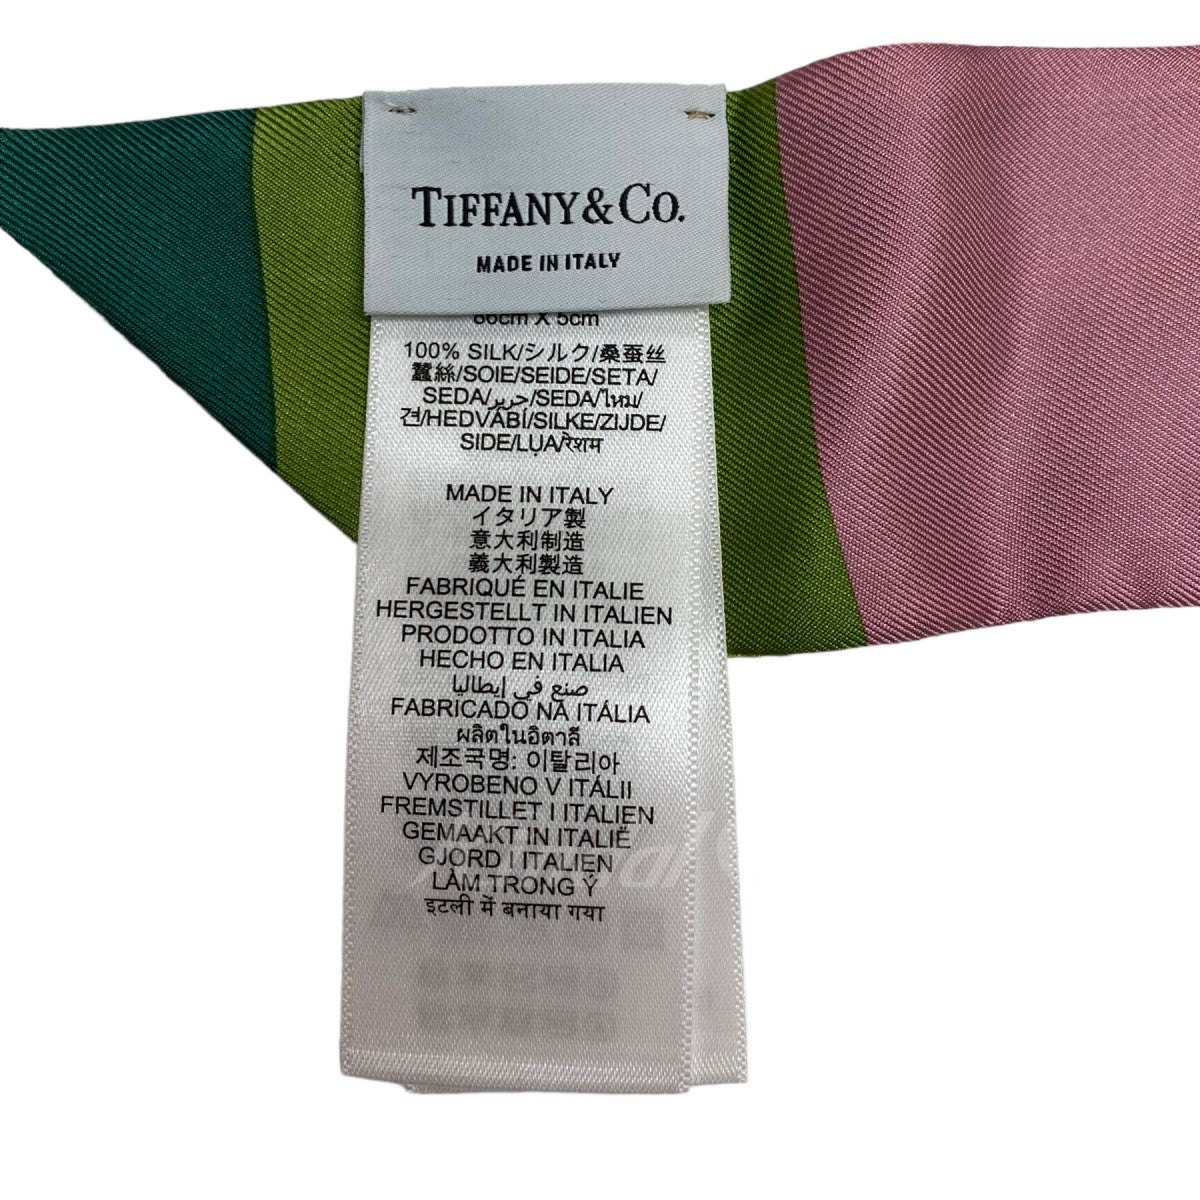 TIFFANY & CO.
MADE IN ITALY
86cm X 5cm
100% SILK/シルク/桑蚕丝
蠶絲/SOIE/SEIDE/SETA/
SEDA/حرير/SEDA/ไหม/
견/HEDVÁBÍ/SILKE/ZIJDE/
SIDE/LỤA/रेशम
MADE IN ITALY
イタリア製
意大利制造
義大利製造
FABRIQUÉ EN ITALIE
HERGESTELLT IN ITALIEN
PRODOTTO IN ITALIA
HECHO EN ITALIA
صنع في إيطاليا
FABRICADO NA ITÁLIA
ผลิตในอิตาลี
제조국명: 이탈리아
VYROBENO V ITÁLII
FREMSTILLET I ITALIEN
GEMAAKT IN ITALIË
GJORD I ITALIEN
LÀM TRONG Ý
इटली में बनाया गया